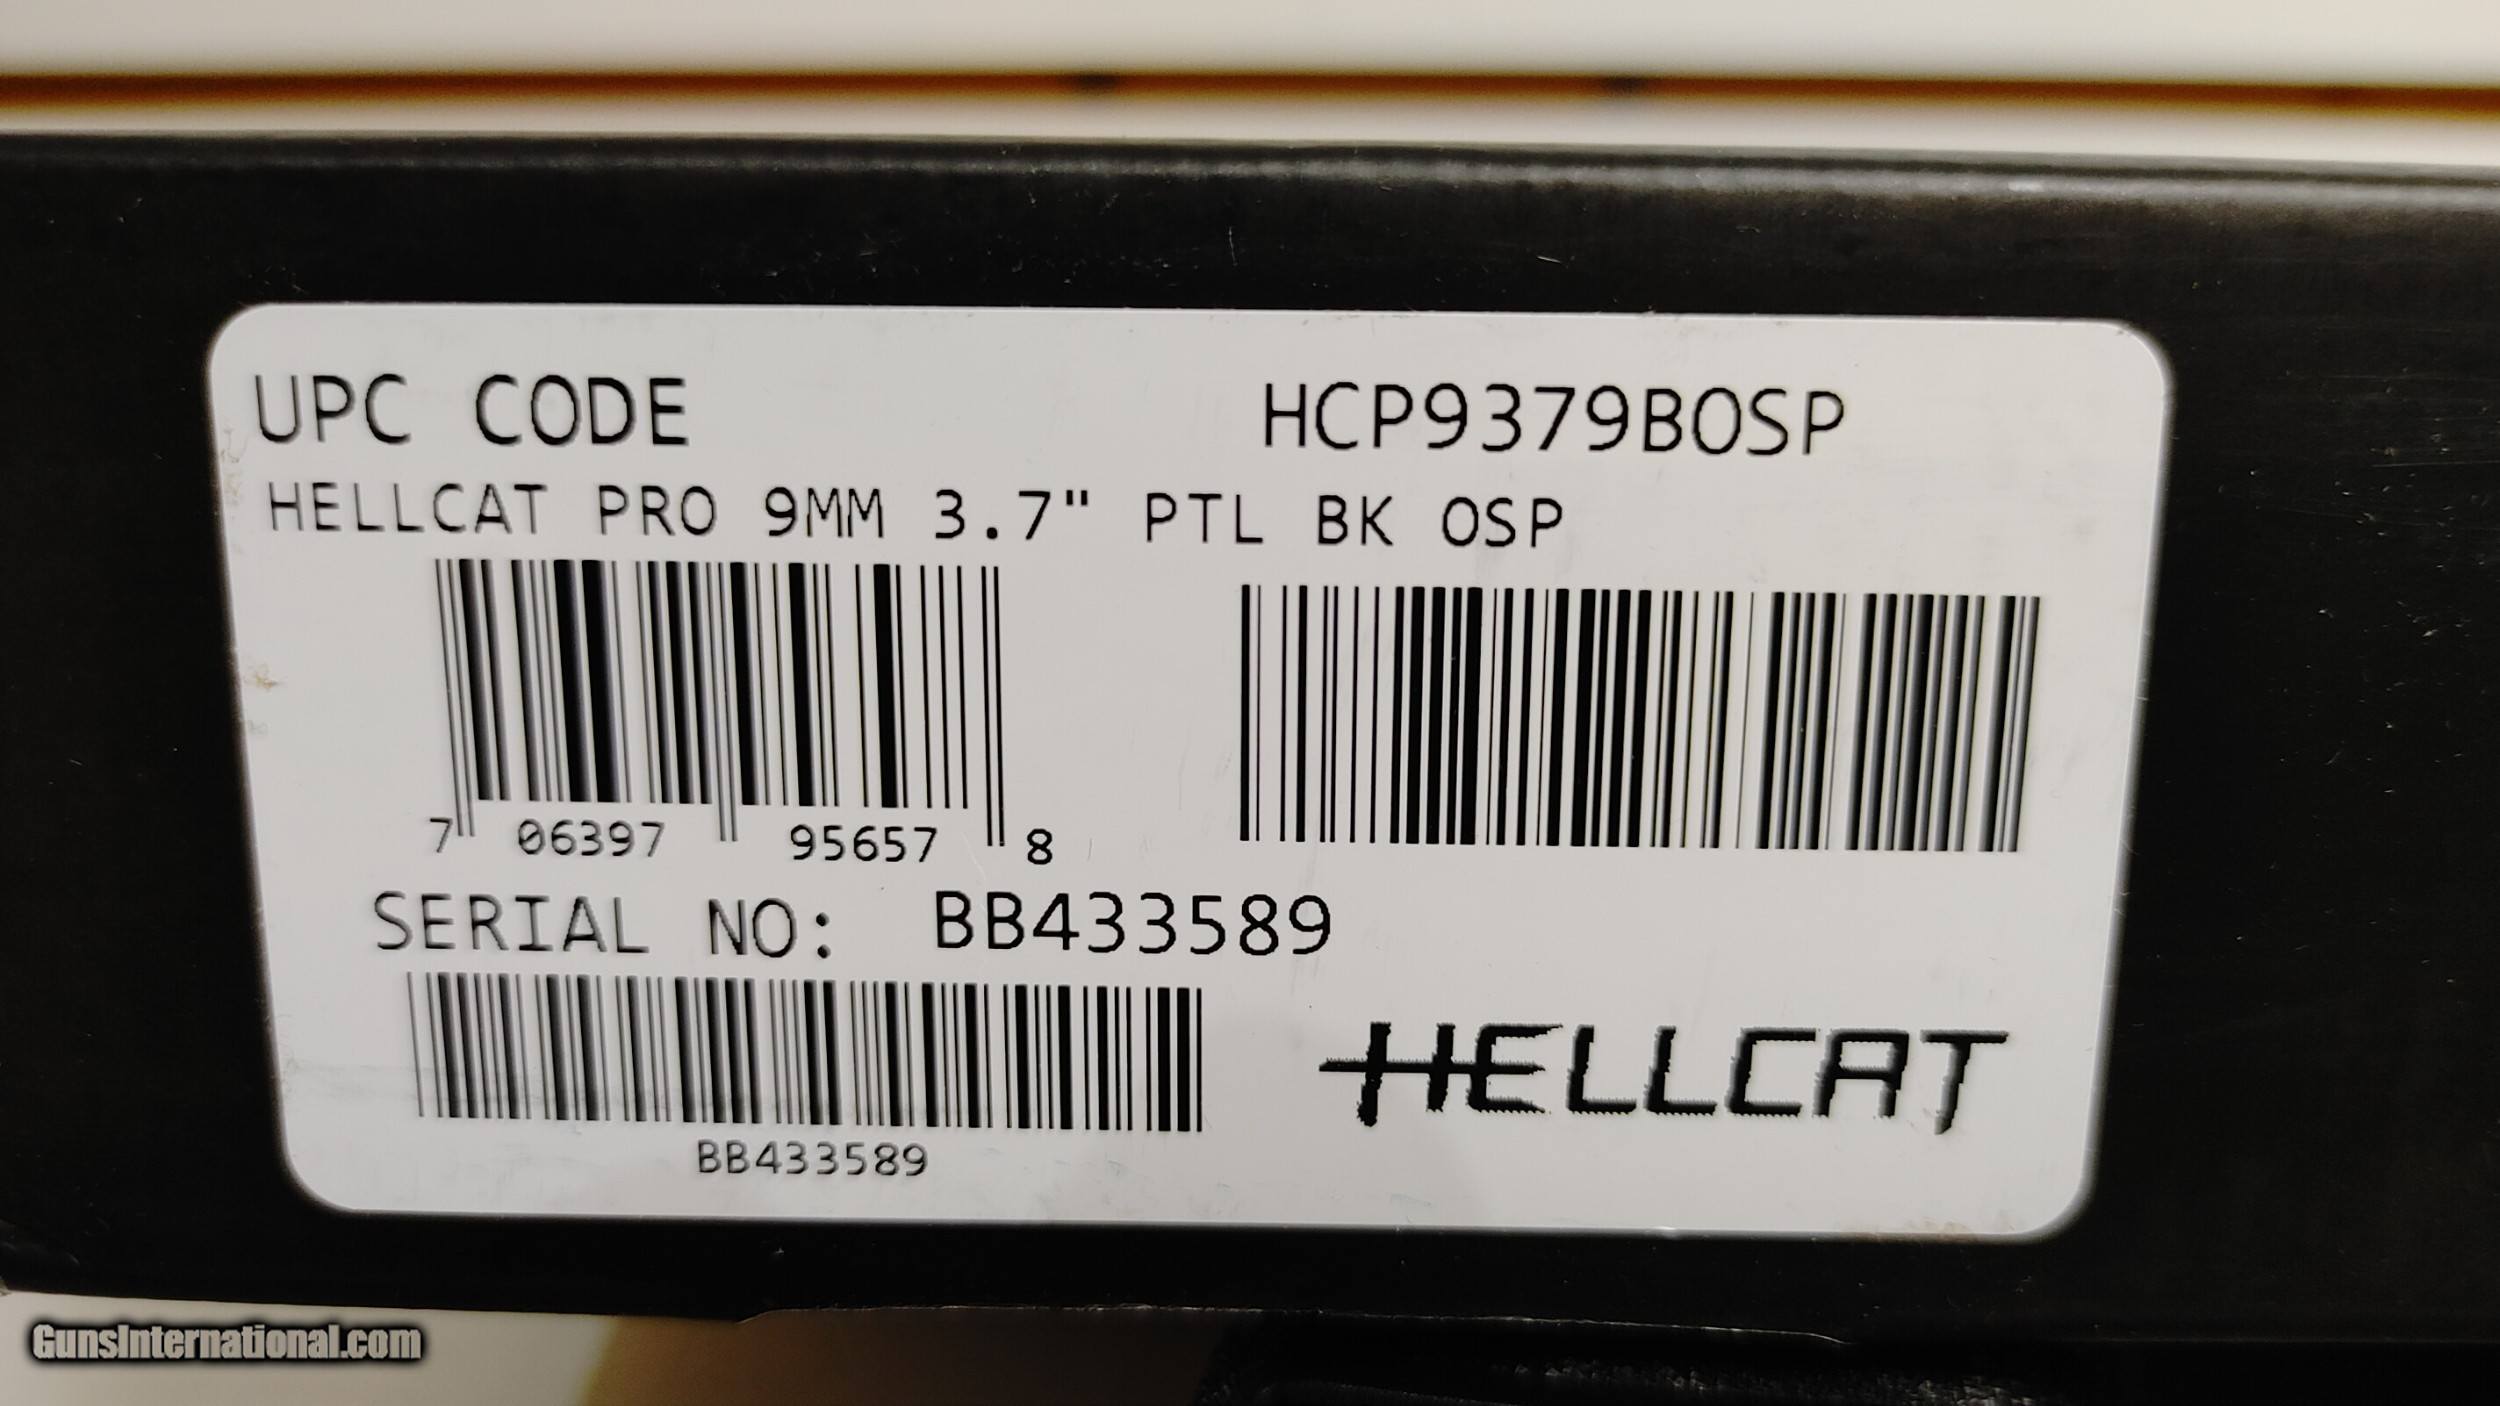 UPC CODE HCP9379BOSP
HELLCAT PRO 9MM 3.7" PTL BK OSP
7 06397 95657 8
SERIAL NO: BB433589
HELLCAT
BB433589
GunsInternational.com